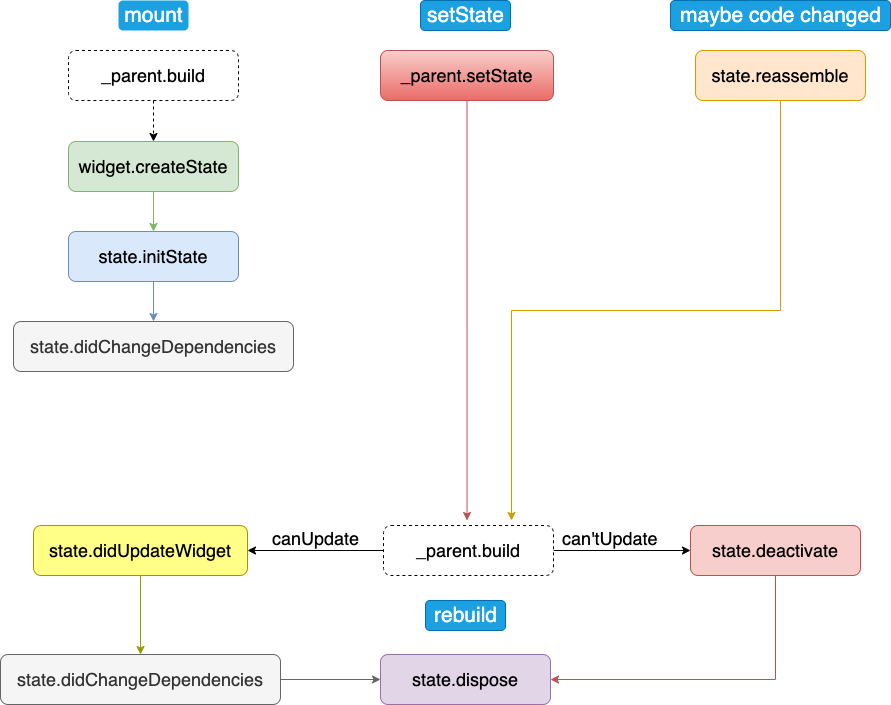 mount
setState
maybe code changed
_parent.build
_parent.setState
state.reassemble
widget.createState
state.initState
state.didChangeDependencies
state.didUpdateWidget
canUpdate
_parent.build
can'tUpdate
state.deactivate
rebuild
state.didChangeDependencies
state.dispose